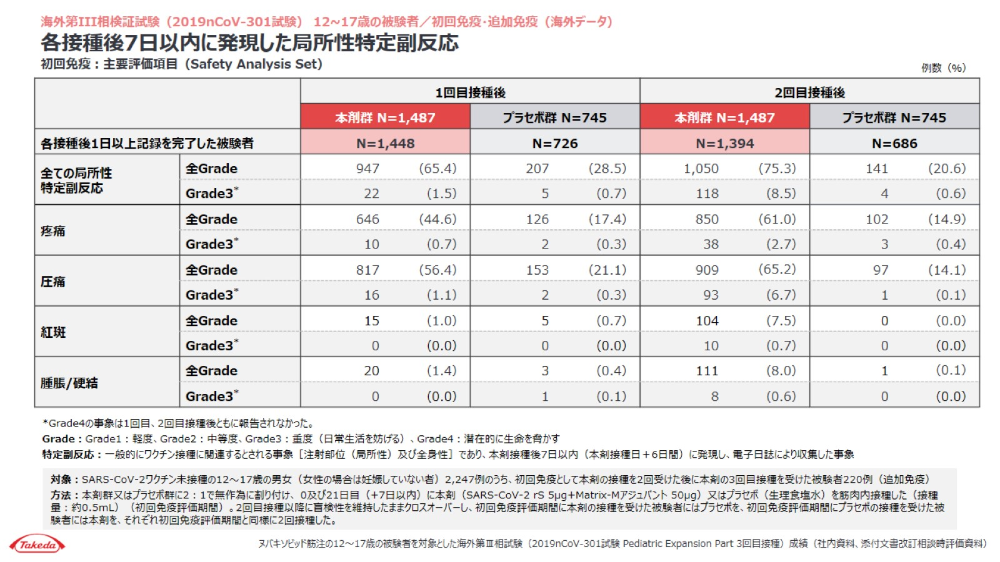 海外第III相検証試験（2019nCoV-301試験） 12～17歳の被験者／初回免疫・追加免疫（海外データ）
各接種後7日以内に発現した局所性特定副反応
初回免疫：主要評価項目（Safety Analysis Set）
例数（%）
1回目接種後 2回目接種後
本剤群 N=1,487 プラセボ群 N=745 本剤群 N=1,487 プラセボ群 N=745
各接種後1日以上記録を完了した被験者 N=1,448 N=726 N=1,394 N=686
全ての局所性特定副反応 全Grade 947 (65.4) 207 (28.5) 1,050 (75.3) 141 (20.6)
Grade3* 22 (1.5) 5 (0.7) 118 (8.5) 4 (0.6)
疼痛 全Grade 646 (44.6) 126 (17.4) 850 (61.0) 102 (14.9)
Grade3* 10 (0.7) 2 (0.3) 38 (2.7) 3 (0.4)
圧痛 全Grade 817 (56.4) 153 (21.1) 909 (65.2) 97 (14.1)
Grade3* 16 (1.1) 2 (0.3) 93 (6.7) 1 (0.1)
紅斑 全Grade 15 (1.0) 5 (0.7) 104 (7.5) 0 (0.0)
Grade3* 0 (0.0) 0 (0.0) 10 (0.7) 0 (0.0)
腫脹/硬結 全Grade 20 (1.4) 3 (0.4) 111 (8.0) 1 (0.1)
Grade3* 0 (0.0) 1 (0.1) 8 (0.6) 0 (0.0)
*Grade4の事象は1回目、2回目接種後ともに報告されなかった。
Grade：Grade1：軽度、Grade2：中等度、Grade3：重度（日常生活を妨げる）、Grade4：潜在的に生命を脅かす
特定副反応：一般的にワクチン接種に関連するとされる事象［注射部位（局所性）及び全身性］であり、本剤接種後7日以内（本剤接種日＋6日間）に発現し、電子日誌により収集した事象
対象：SARS-CoV-2ワクチン未接種の12～17歳の男女（女性の場合は妊娠していない者）2,247例のうち、初回免疫として本剤の接種を2回受けた後に本剤の3回目接種を受けた被験者220例（追加免疫）
方法：本剤群又はプラセボ群に2：1で無作為に割り付け、0及び21日目（+7日以内）に本剤（SARS-CoV-2 rS 5μg+Matrix-Mアジュバント 50μg）又はプラセボ（生理食塩水）を筋肉内接種した（接種
量：約0.5mL）（初回免疫評価期間）。2回目接種以降に盲検性を維持したままクロスオーバーし、初回免疫評価期間に本剤の接種を受けた被験者にはプラセボを、初回免疫評価期間にプラセボの接種を受けた被
験者には本剤を、それぞれ初回免疫評価期間と同様に2回接種した。
Takeda
ヌバキソビッド筋注の12～17歳の被験者を対象とした海外第Ⅲ相試験（2019nCoV-301試験 Pediatric Expansion Part 3回目接種）成績（社内資料、添付文書改訂相談時評価資料）